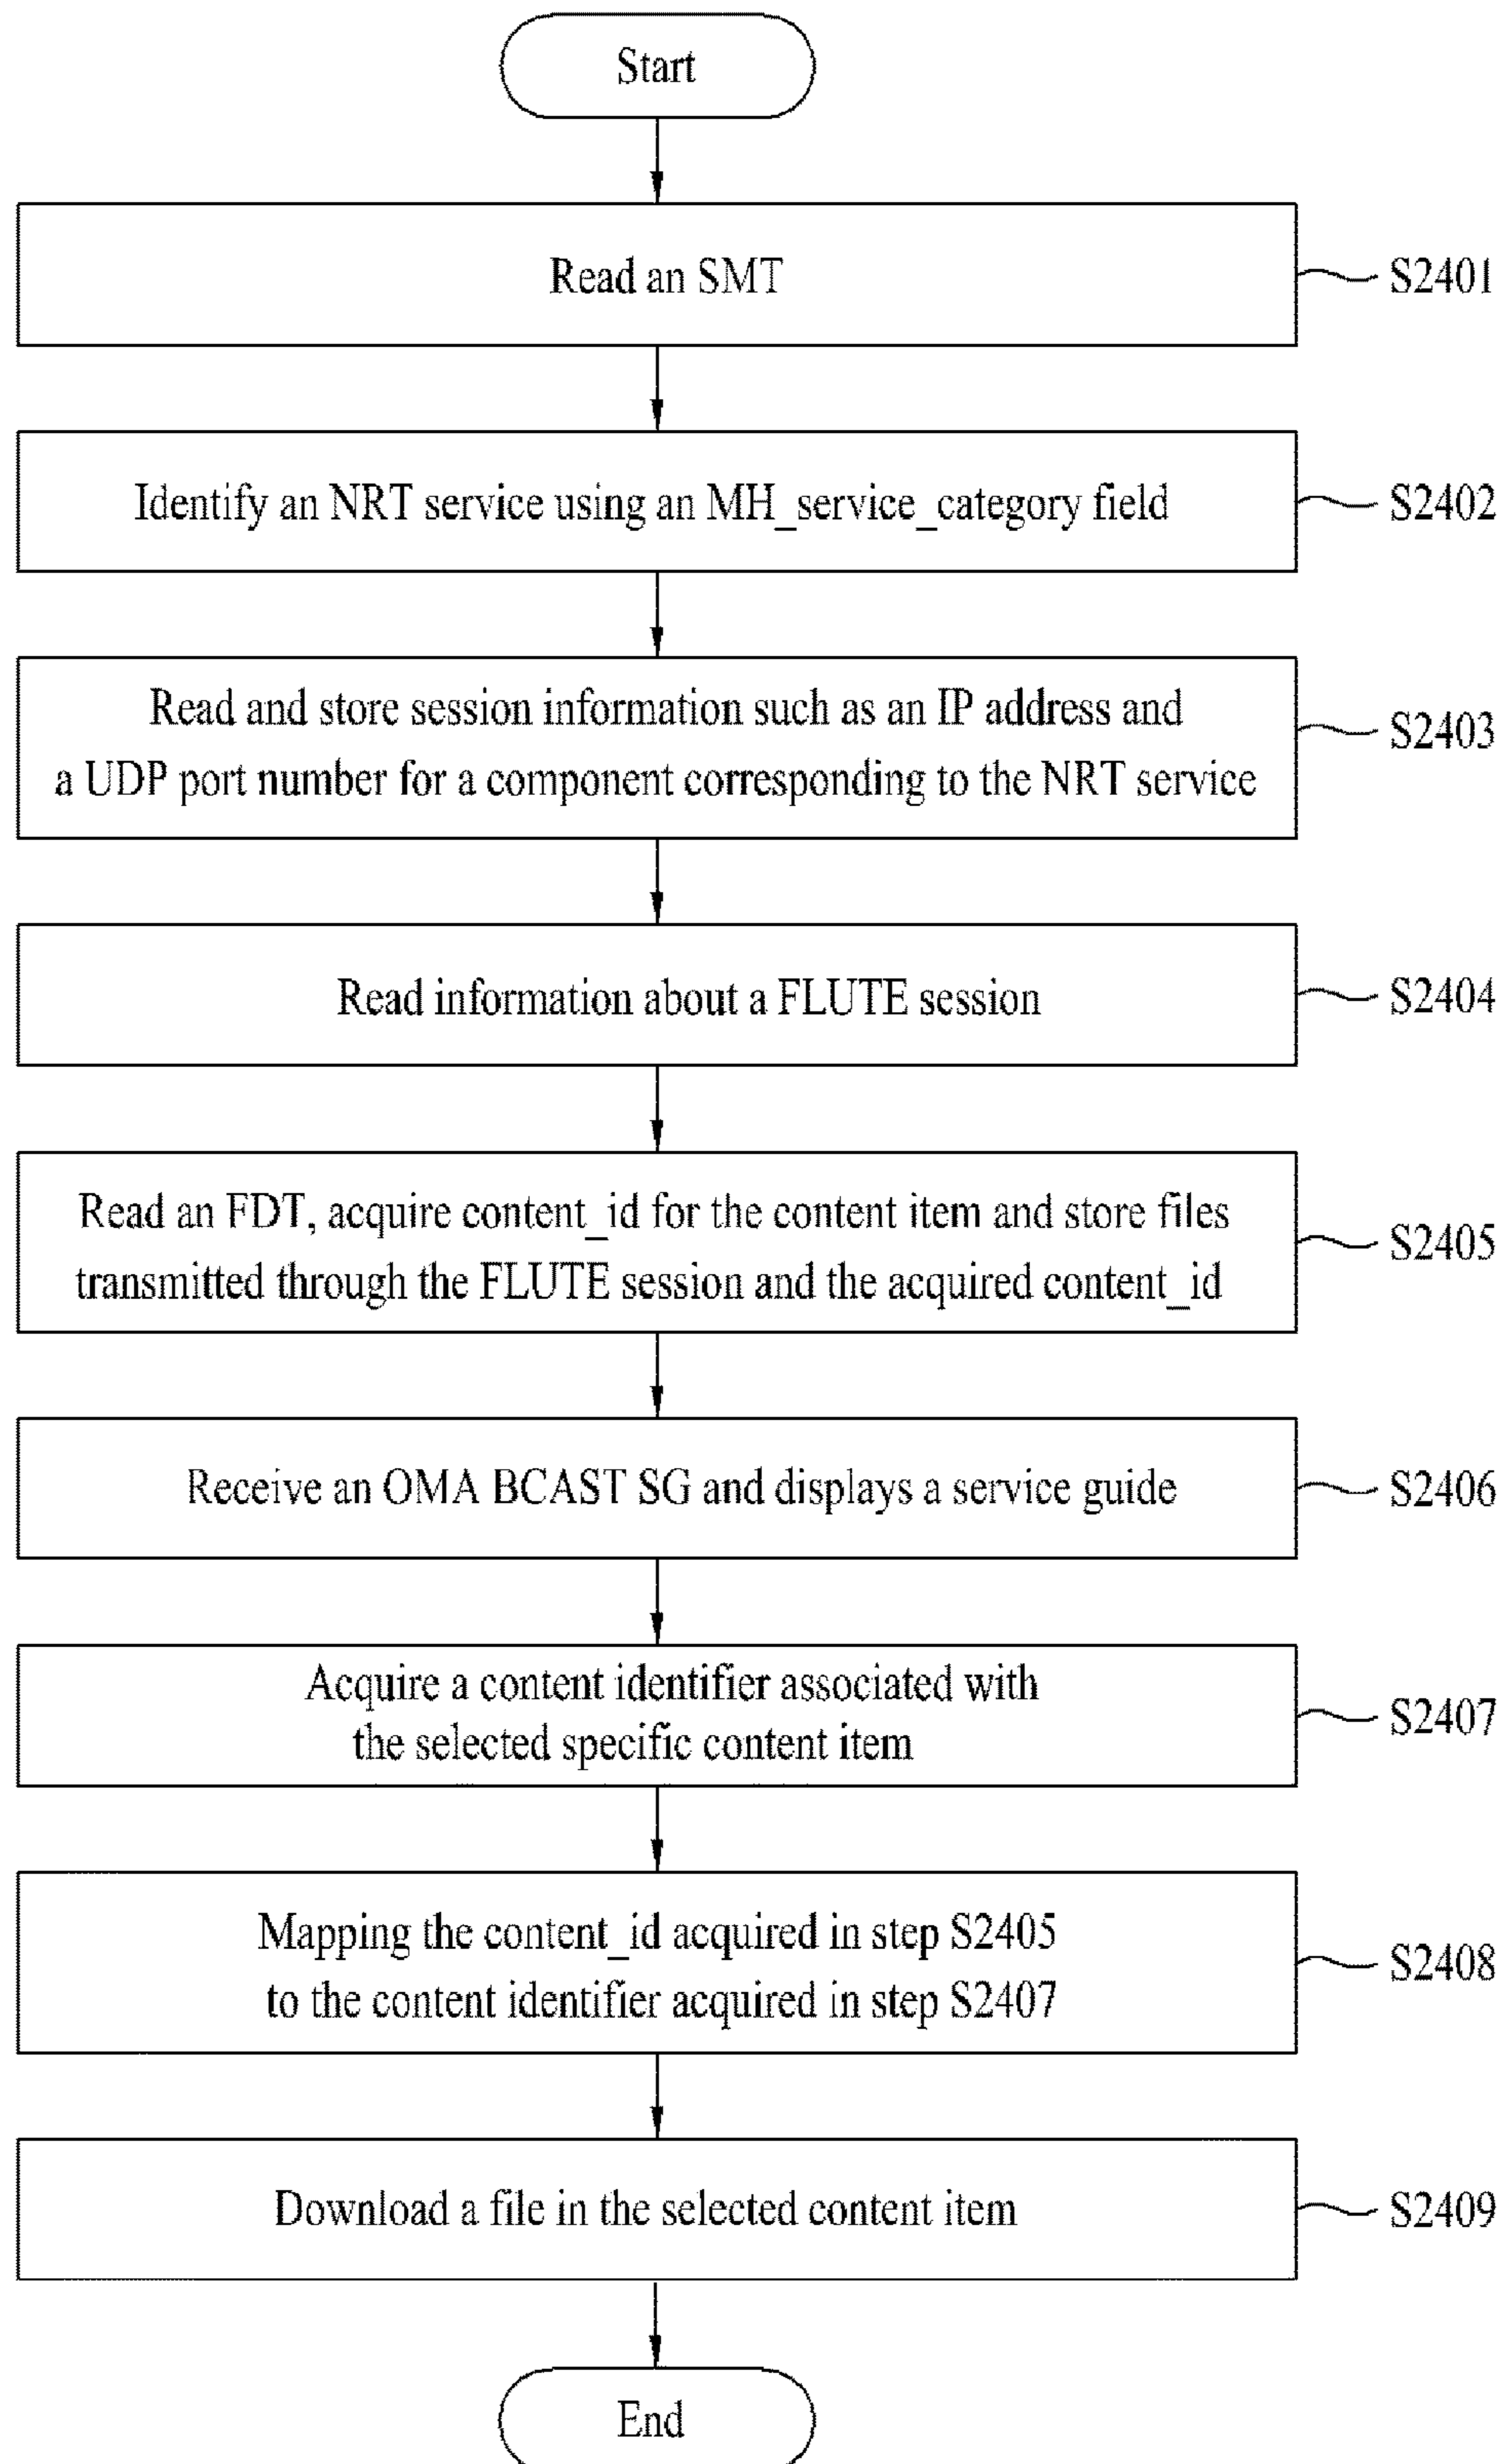 Start
Read an SMT
S2401
Identify an NRT service using an MH_service_category field
S2402
Read and store session information such as an IP address and
a UDP port number for a component corresponding to the NRT service
S2403
Read information about a FLUTE session
S2404
Read an FDT, acquire content_id for the content item and store files
transmitted through the FLUTE session and the acquired content_id
S2405
Receive an OMA BCAST SG and displays a service guide
S2406
Acquire a content identifier associated with
the selected specific content item
S2407
Mapping the content_id acquired in step S2405
to the content identifier acquired in step S2407
S2408
Download a file in the selected content item
S2409
End